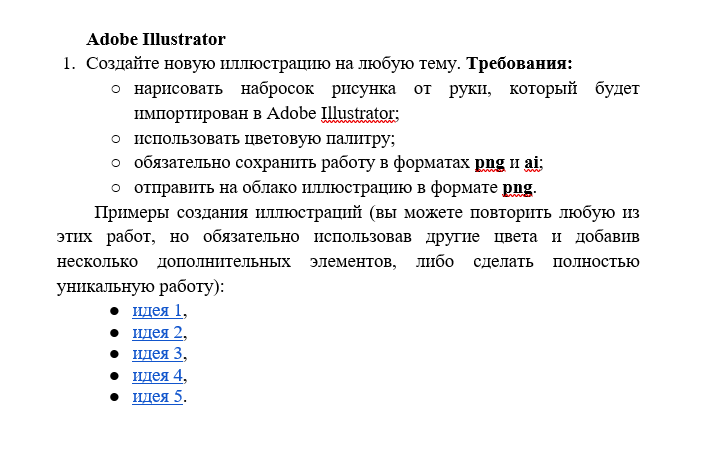 Adobe Illustrator
1. Создайте новую иллюстрацию на любую тему. Требования:
○ нарисовать набросок рисунка от руки, который будет
импортирован в Adobe Illustrator;
○ использовать цветовую палитру;
○ обязательно сохранить работу в форматах png и ai;
○ отправить на облако иллюстрацию в формате png.
Примеры создания иллюстраций (вы можете повторить любую из
этих работ, но обязательно использовав другие цвета и добавив
несколько дополнительных элементов, либо сделать полностью
уникальную работу):
● идея 1,
● идея 2,
● идея 3,
● идея 4,
● идея 5.